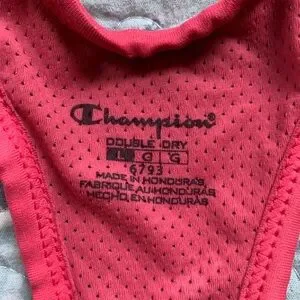 Champion
DOUBLE DRY
L G G
6793
MADE IN HONDURAS
FABRIQUE AU HONDURAS
HECHO EN HONDURAS